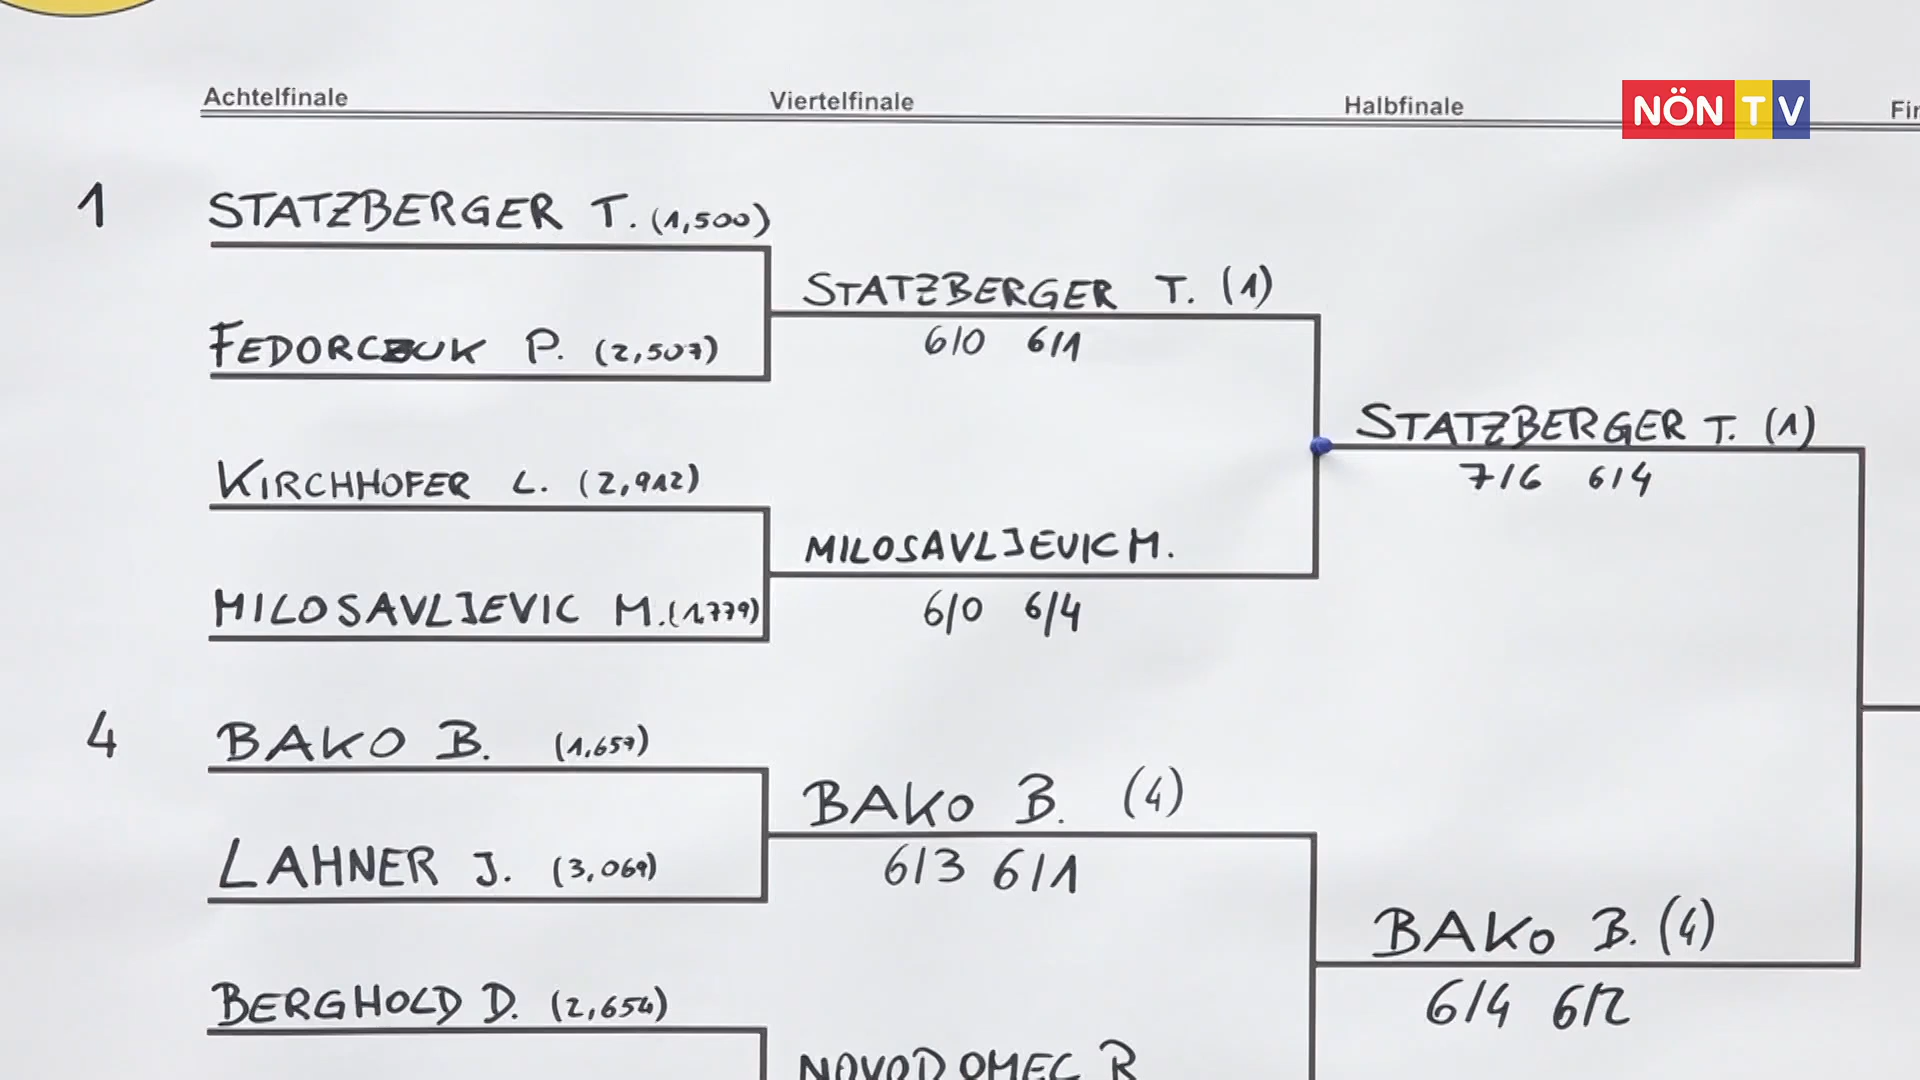 Achtelfinale
Viertelfinale
Halbfinale
NÖN TV
1
STATZBERGER T. (1,500)
STATZBERGER T. (1)
6/0 6/1
FEDORCZUK P. (2,507)
STATZBERGER T. (1)
7/6 6/4
KIRCHHOFER L. (2,912)
MILOSAVLJEVIC M.
6/0 6/4
MILOSAVLJEVIC M. (1,779)
4
BAKO B. (1,657)
BAKO B. (4)
6/3 6/1
LAHNER J. (3,069)
BAKO B. (4)
6/4 6/2
BERGHOLD D. (2,654)
NOVODOMEC R